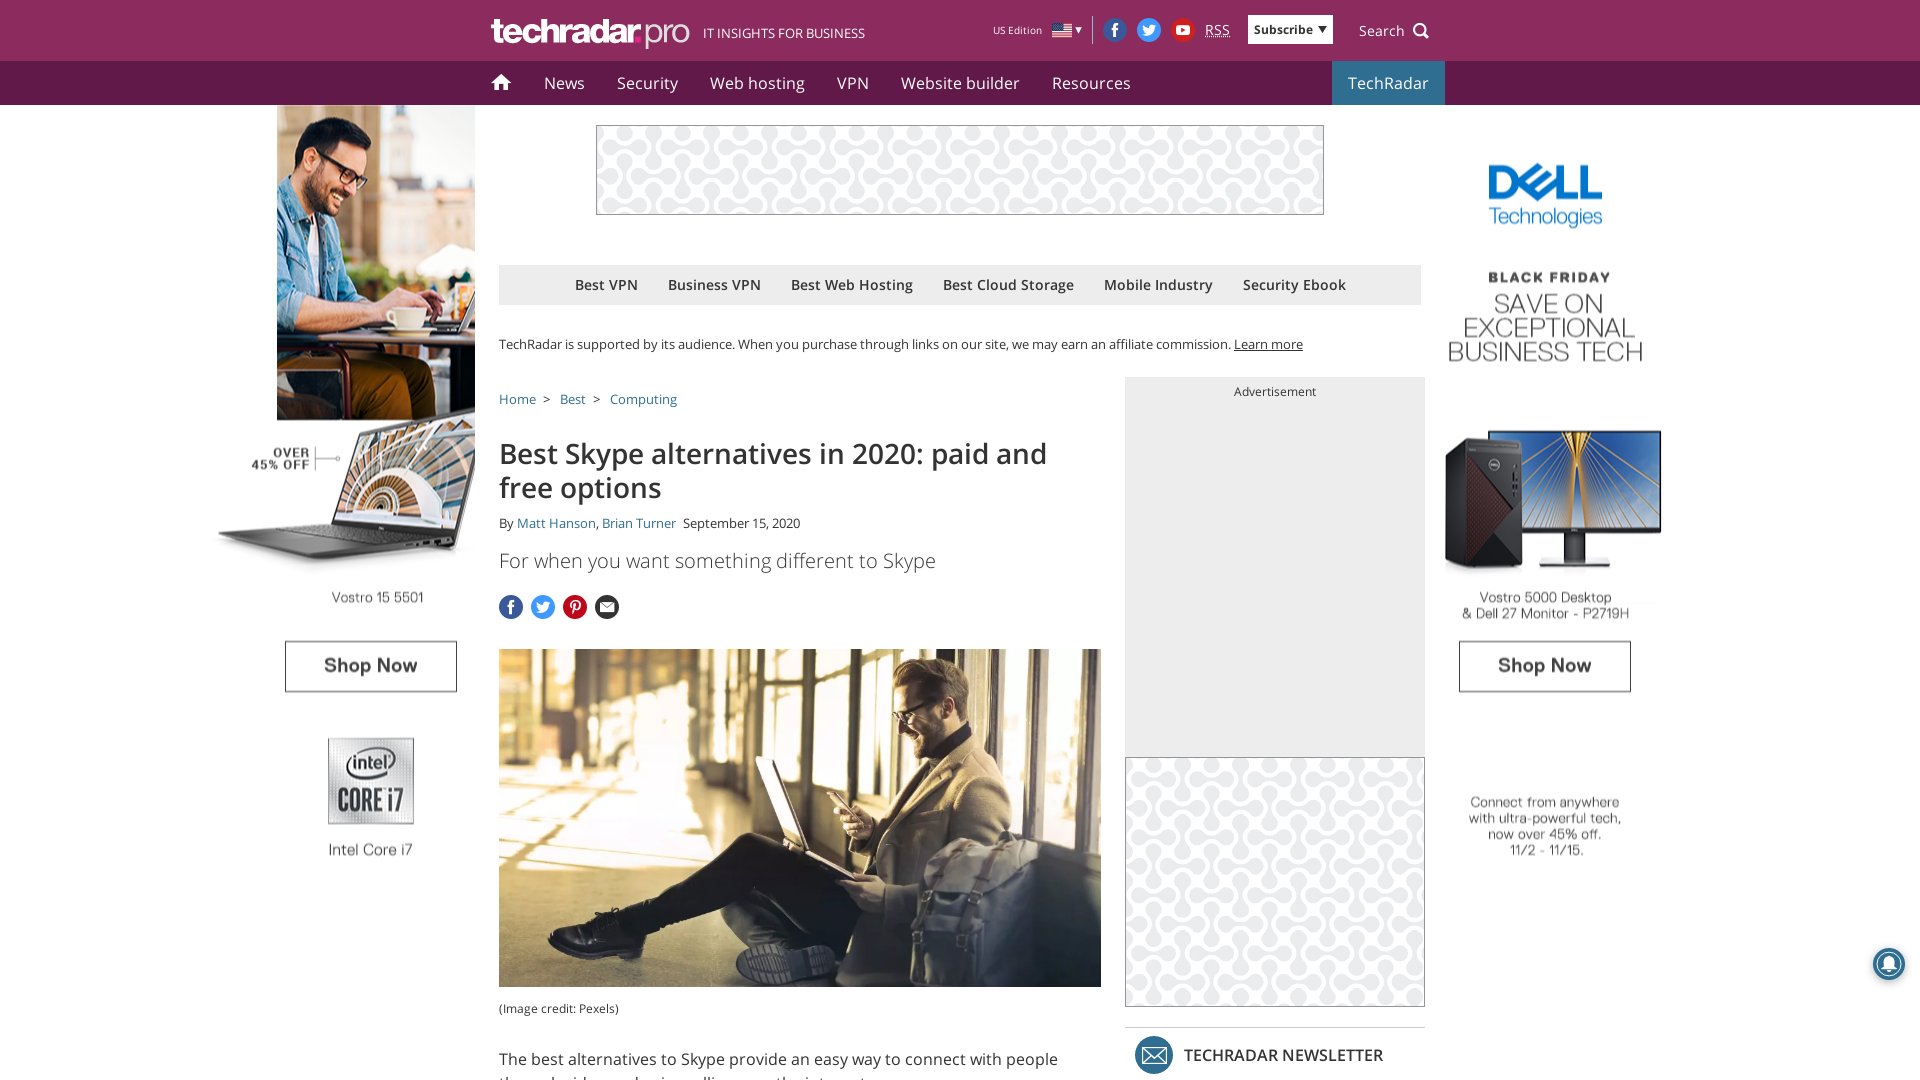 techradar.pro IT INSIGHTS FOR BUSINESS
US Edition
RSS
Subscribe
Search
News Security Web hosting VPN Website builder Resources TechRadar
Best VPN Business VPN Best Web Hosting Best Cloud Storage Mobile Industry Security Ebook
TechRadar is supported by its audience. When you purchase through links on our site, we may earn an affiliate commission. Learn more
Home > Best > Computing
Best Skype alternatives in 2020: paid and
free options
By Matt Hanson, Brian Turner September 15, 2020
For when you want something different to Skype
(Image credit: Pexels)
The best alternatives to Skype provide an easy way to connect with people
Advertisement
TECHRADAR NEWSLETTER
OVER
45% OFF
Vostro 15 5501
Shop Now
intel
CORE i7
Intel Core i7
DELL
Technologies
BLACK FRIDAY
SAVE ON
EXCEPTIONAL
BUSINESS TECH
Vostro 5000 Desktop
& Dell 27 Monitor - P2719H
Shop Now
Connect from anywhere
with ultra-powerful tech,
now over 45% off.
11/2 - 11/15.